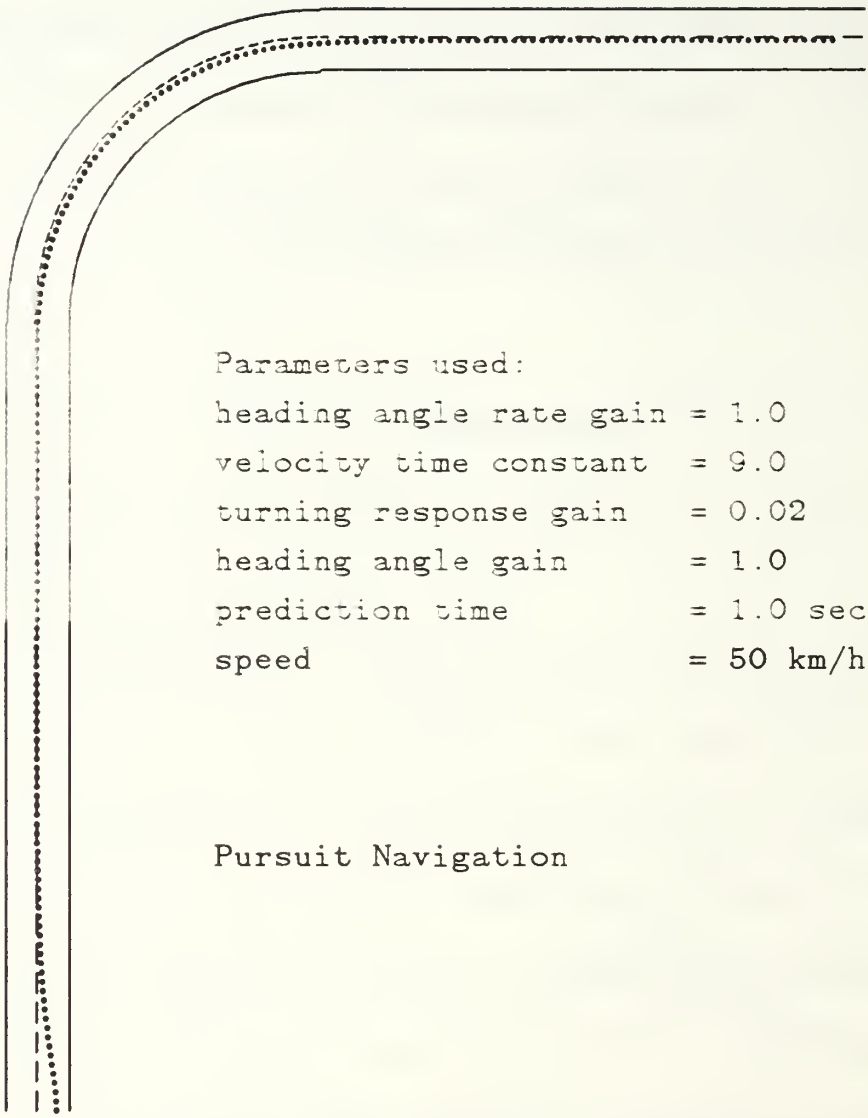 Parameters used:
heading angle rate gain = 1.0
velocity time constant = 9.0
turning response gain = 0.02
heading angle gain = 1.0
prediction time = 1.0 sec
speed = 50 km/h
Pursuit Navigation